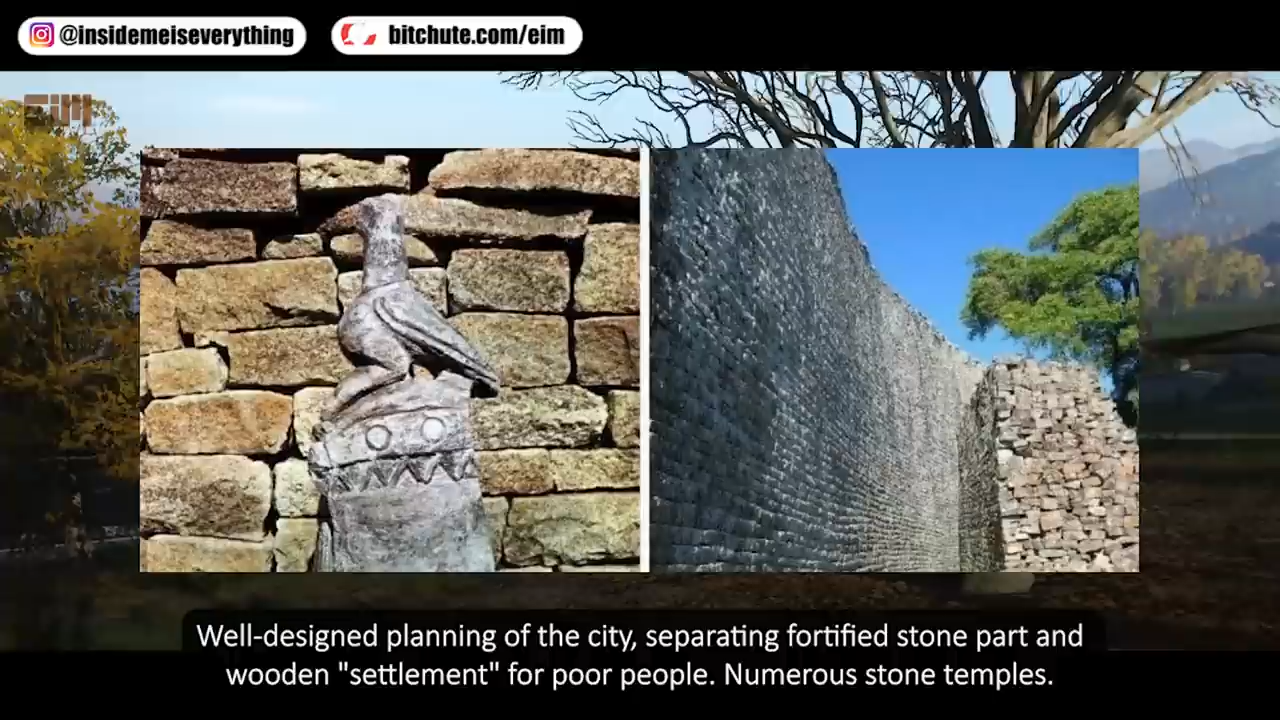 @insidemeiseverything
bitchute.com/eim
EIM
Well-designed planning of the city, separating fortified stone part and
wooden "settlement" for poor people. Numerous stone temples.